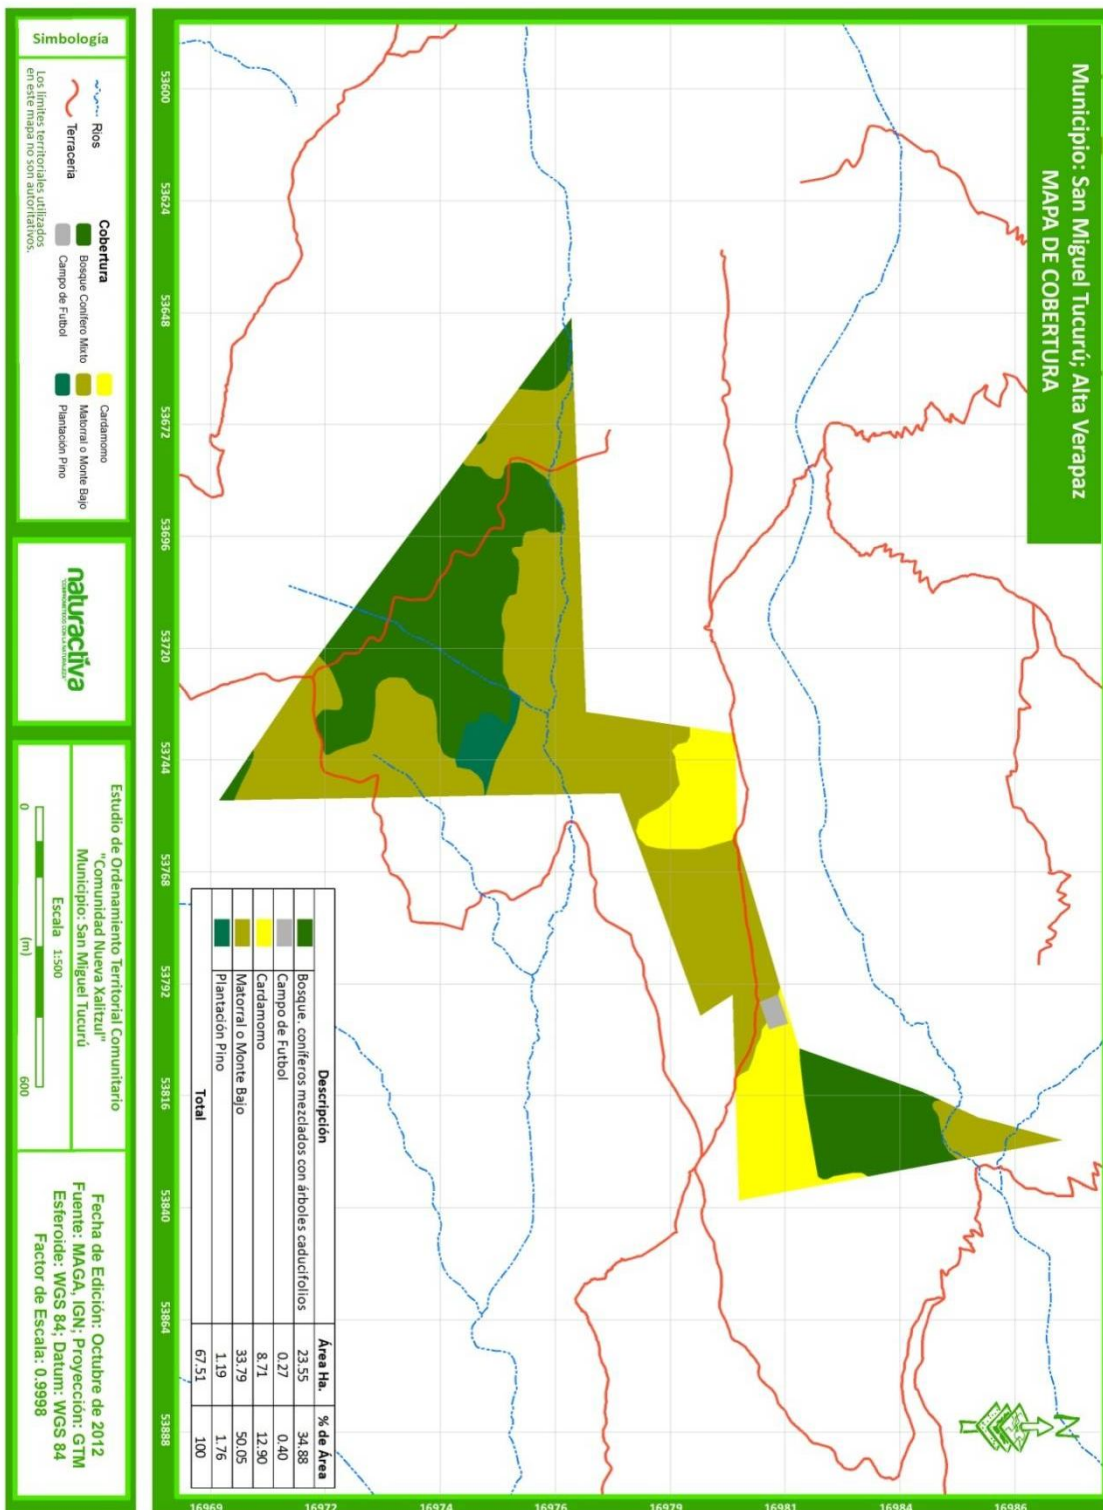 Municipio: San Miguel Tucurú; Alta Verapaz
MAPA DE COBERTURA
53600
53624
53648
53672
53696
53720
53744
53768
53792
53816
53840
53864
53888
16969
16972
16974
16976
16979
16981
16984
16986
N
Descripción Área Ha. % de Área
Bosque. coníferos mezclados con árboles caducifolios 23.55 34.88
Campo de Futbol 0.27 0.40
Cardamomo 8.71 12.90
Matorral o Monte Bajo 33.79 50.05
Plantación Pino 1.19 1.76
Total 67.51 100
Simbología
Rios
Terraceria
Cobertura
Bosque Conífero Mixto
Campo de Futbol
Cardamomo
Matorral o Monte Bajo
Plantación Pino
Los límites territoriales utilizados
en este mapa no son autoritativos.
naturactiva
"COMPROMETIDOS CON LA NATURALEZA"
Estudio de Ordenamiento Territorial Comunitario
"Comunidad Nueva Xalitzul"
Municipio: San Miguel Tucurú
Escala 1:500
0 (m) 600
Fecha de Edición: Octubre de 2012
Fuente: MAGA, IGN; Proyección: GTM
Esferoide: WGS 84; Datum: WGS 84
Factor de Escala: 0.9998